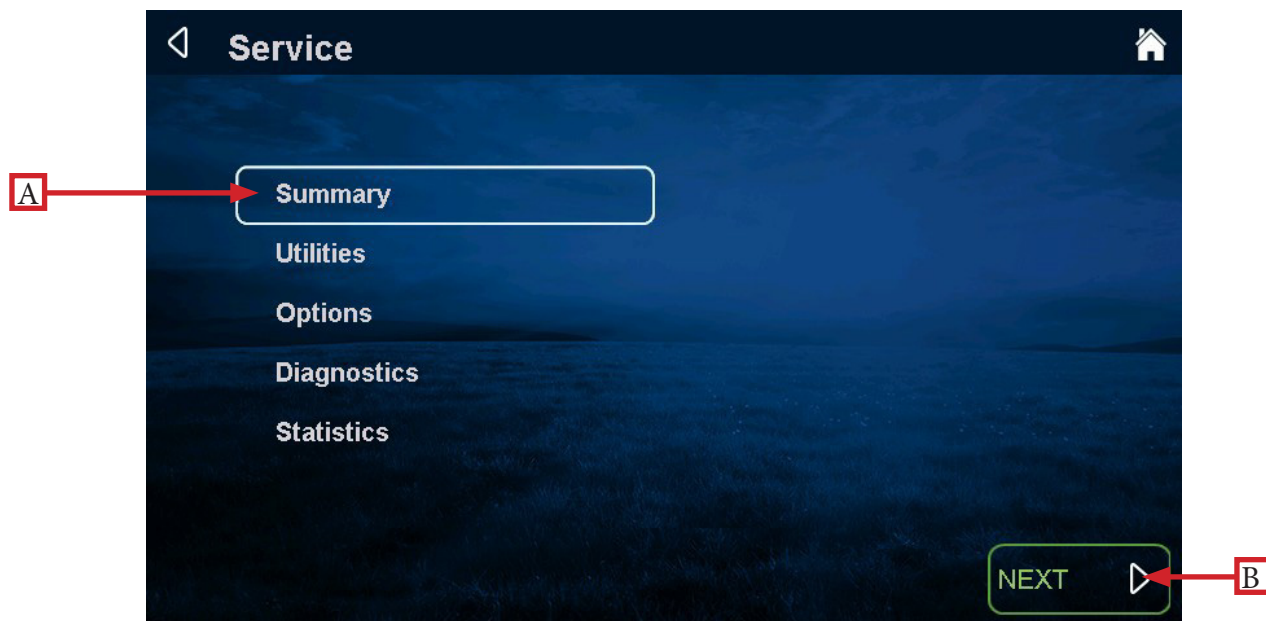 Service
A
Summary
Utilities
Options
Diagnostics
Statistics
NEXT
B